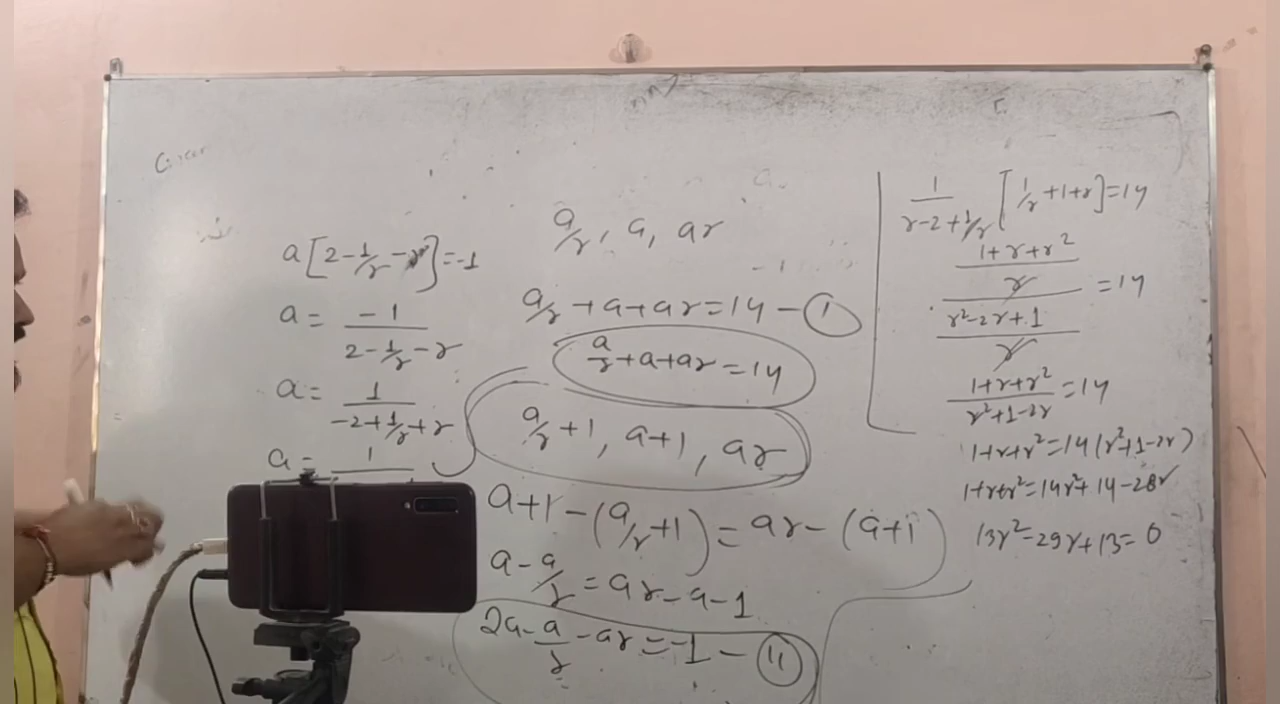 a[2-1/r-r]=-1
a= -1/(2-1/r-r)
a= 1/(-2+1/r+r)
a= 1
a/r, a, ar
a/r+a+ar=14-①
a/r+a+ar=14
a/r+1, a+1, ar
a+1-(a/r+1)=ar-(a+1)
a-a/r=ar-a-1
2a-a/r-ar=-1-(11)
1/(r-2+1/r)[1/r+1+r]=14
((1+r+r²)/r)/((r²-2r+1)/r)=14
(1+r+r²)/(r²+1-2r)=14
1+r+r²=14(r²+1-2r)
1+r+r²=14r²+14-28r
13r²-29r+13=0